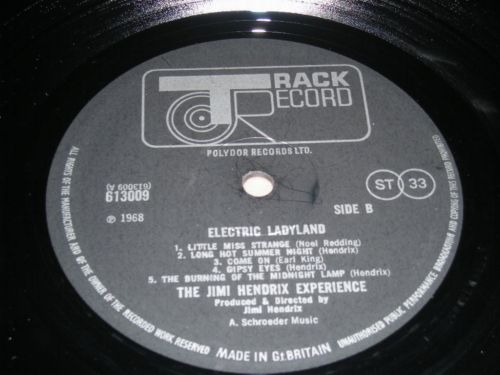 TRACK
RECORD
POLYDOR RECORDS LTD.
(613009 A)
613009
℗ 1968
SIDE B
ST 33
ELECTRIC LADYLAND
1. LITTLE MISS STRANGE (Noel Redding)
2. LONG HOT SUMMER NIGHT (Hendrix)
3. COME ON (Earl King)
4. GIPSY EYES (Hendrix)
5. THE BURNING OF THE MIDNIGHT LAMP (Hendrix)
THE JIMI HENDRIX EXPERIENCE
Produced & Directed by
Jimi Hendrix
A. Schroeder Music
ALL RIGHTS OF THE MANUFACTURER AND OF THE OWNER OF THE RECORDED WORK RESERVED
MADE IN Gt. BRITAIN
UNAUTHORISED PUBLIC PERFORMANCE BROADCASTING AND COPYING OF THIS RECORD PROHIBITED